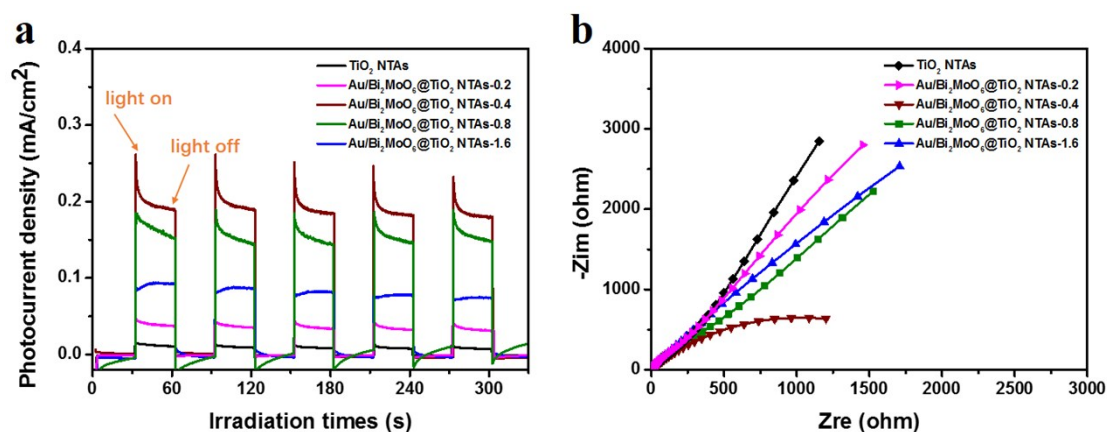 a
0.4
0.3
0.2
0.1
0.0
Photocurrent density (mA/cm²)
light on
light off
TiO₂ NTAs
Au/Bi₂MoO₆@TiO₂ NTAs-0.2
Au/Bi₂MoO₆@TiO₂ NTAs-0.4
Au/Bi₂MoO₆@TiO₂ NTAs-0.8
Au/Bi₂MoO₆@TiO₂ NTAs-1.6
0 60 120 180 240 300
Irradiation times (s)
b
4000
3000
2000
1000
0
-Zim (ohm)
TiO₂ NTAs
Au/Bi₂MoO₆@TiO₂ NTAs-0.2
Au/Bi₂MoO₆@TiO₂ NTAs-0.4
Au/Bi₂MoO₆@TiO₂ NTAs-0.8
Au/Bi₂MoO₆@TiO₂ NTAs-1.6
0 500 1000 1500 2000 2500 3000
Zre (ohm)